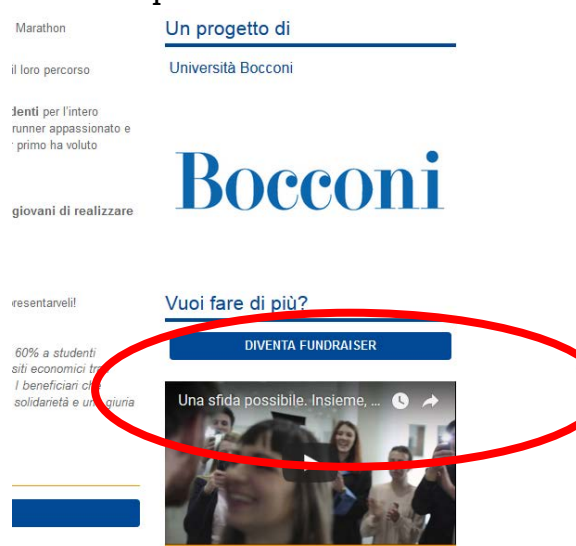 Marathon
Un progetto di
il loro percorso
Università Bocconi
denti per l'intero
runner appassionato e
primo ha voluto
Bocconi
giovani di realizzare
resentarveli!
Vuoi fare di più?
DIVENTA FUNDRAISER
60% a studenti
siti economici tra
I beneficiari che
solidarietà e una giuria
Una sfida possibile. Insieme, ...